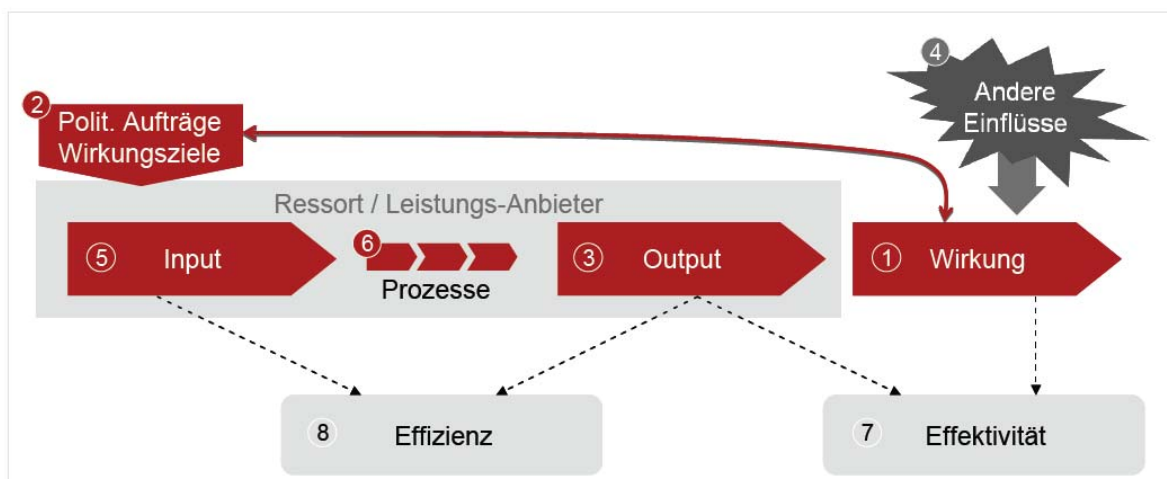 4
Andere
Einflüsse
2
Polit. Aufträge
Wirkungsziele
Ressort / Leistungs-Anbieter
5 Input
6
Prozesse
3 Output
1 Wirkung
8 Effizienz
7 Effektivität